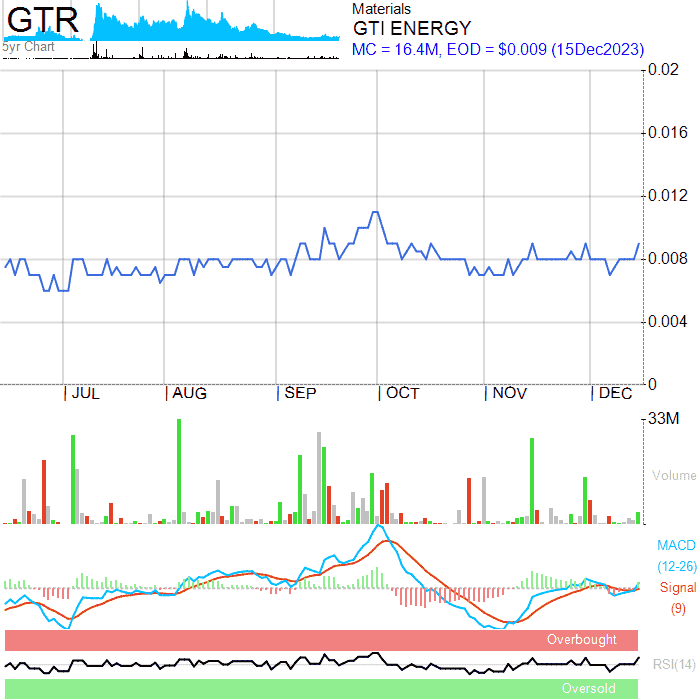 GTR
5yr Chart
Materials
GTI ENERGY
MC = 16.4M, EOD = $0.009 (15Dec2023)
0.02
0.016
0.012
0.008
0.004
0
JUL AUG SEP OCT NOV DEC
33M
Volume
MACD
(12-26)
Signal
(9)
Overbought
RSI(14)
Oversold